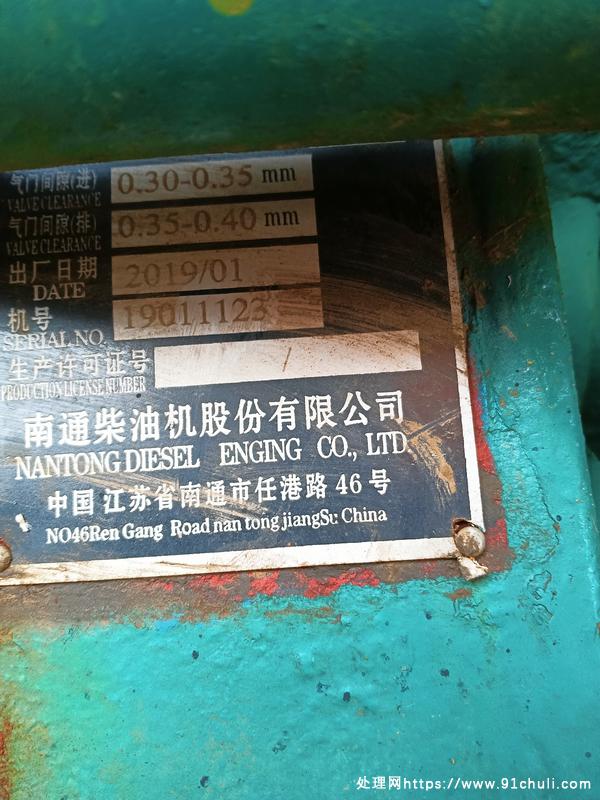 气门间隙(进) 0.30-0.35 mm
VALVE CLEARANCE
气门间隙(排) 0.35-0.40 mm
VALVE CLEARANCE
出厂日期 2019/01
DATE
机号 19011123
SERIAL NO.
生产许可证号 /
PRODUCTION LICENSE NUMBER
南通柴油机股份有限公司
NANTONG DIESEL ENGING CO., LTD
中国 江苏省南通市任港路 46 号
NO46Ren Gang Road nan tong jiangSu China
处理网https://www.91chuli.com